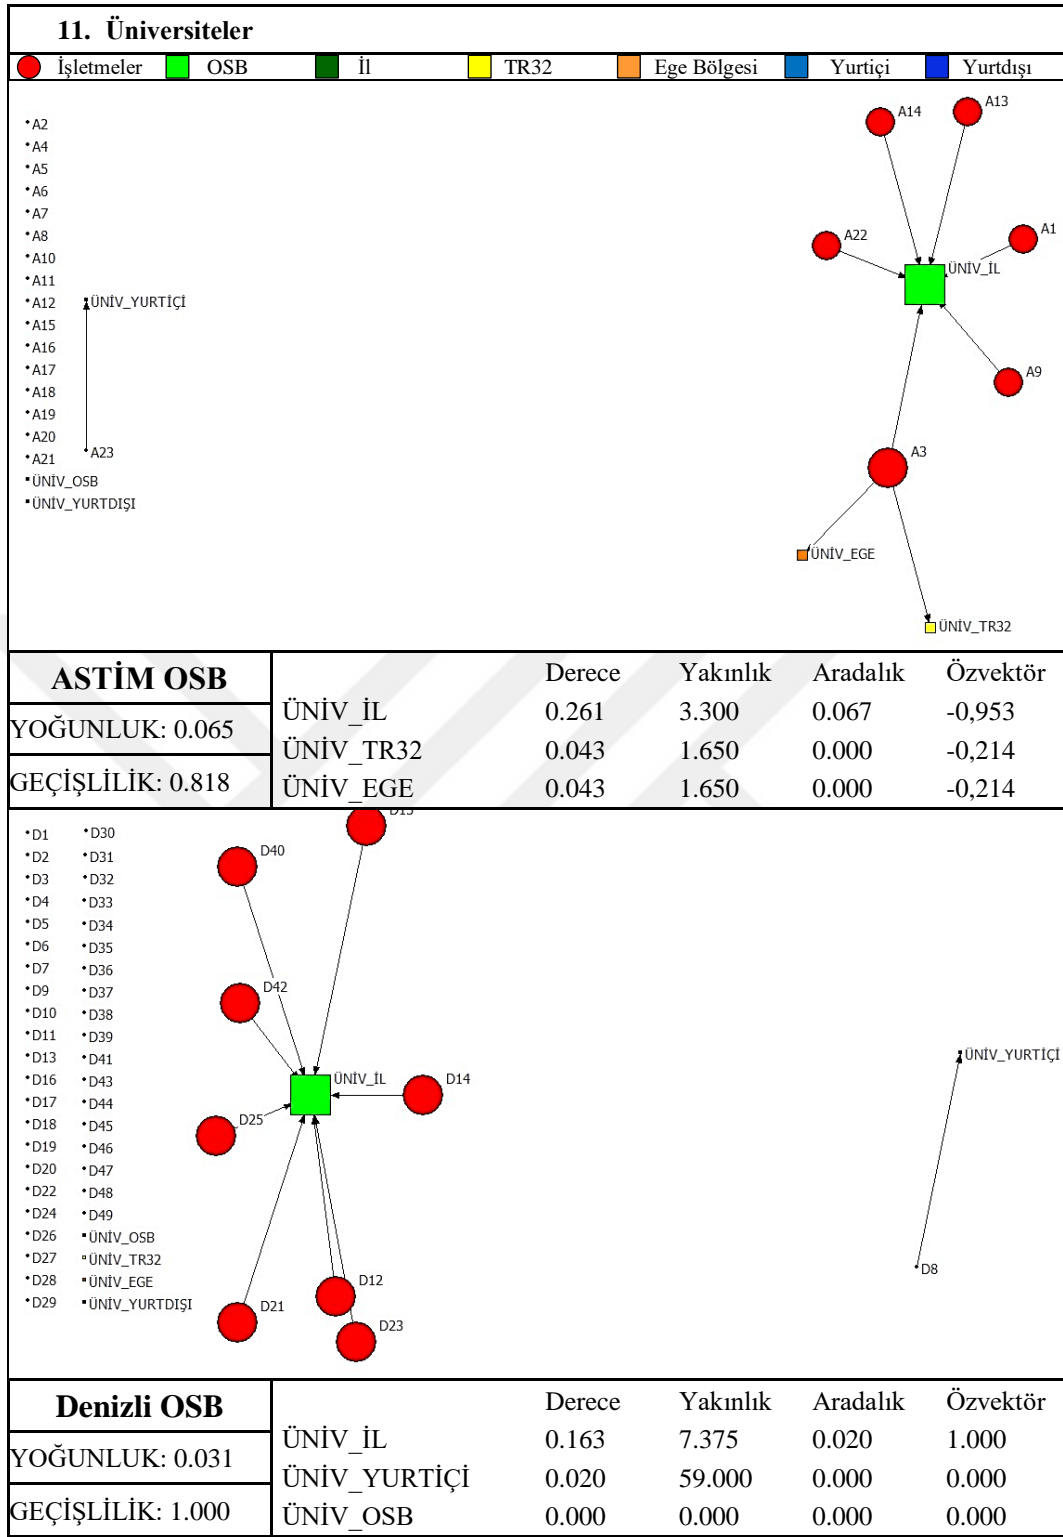 11. Üniversiteler
İşletmeler OSB İl TR32 Ege Bölgesi Yurtiçi Yurtdışı
A2
A4
A5
A6
A7
A8
A10
A11
A12
A15
A16
A17
A18
A19
A20
A21
ÜNİV_OSB
ÜNİV_YURTDIŞI
ÜNİV_YURTİÇİ
A23
A14
A13
A22
A1
ÜNİV_İL
A9
A3
ÜNİV_EGE
ÜNİV_TR32
ASTİM OSB
YOĞUNLUK: 0.065
GEÇİŞLİLİK: 0.818
Derece Yakınlık Aradalık Özvektör
ÜNİV_İL 0.261 3.300 0.067 -0,953
ÜNİV_TR32 0.043 1.650 0.000 -0,214
ÜNİV_EGE 0.043 1.650 0.000 -0,214
D1
D2
D3
D4
D5
D6
D7
D9
D10
D11
D13
D16
D17
D18
D19
D20
D22
D24
D26
D27
D28
D29
D30
D31
D32
D33
D34
D35
D36
D37
D38
D39
D41
D43
D44
D45
D46
D47
D48
D49
ÜNİV_OSB
ÜNİV_TR32
ÜNİV_EGE
ÜNİV_YURTDIŞI
D15
D40
D42
ÜNİV_İL
D14
D25
D12
D21
D23
ÜNİV_YURTİÇİ
D8
Denizli OSB
YOĞUNLUK: 0.031
GEÇİŞLİLİK: 1.000
Derece Yakınlık Aradalık Özvektör
ÜNİV_İL 0.163 7.375 0.020 1.000
ÜNİV_YURTİÇİ 0.020 59.000 0.000 0.000
ÜNİV_OSB 0.000 0.000 0.000 0.000